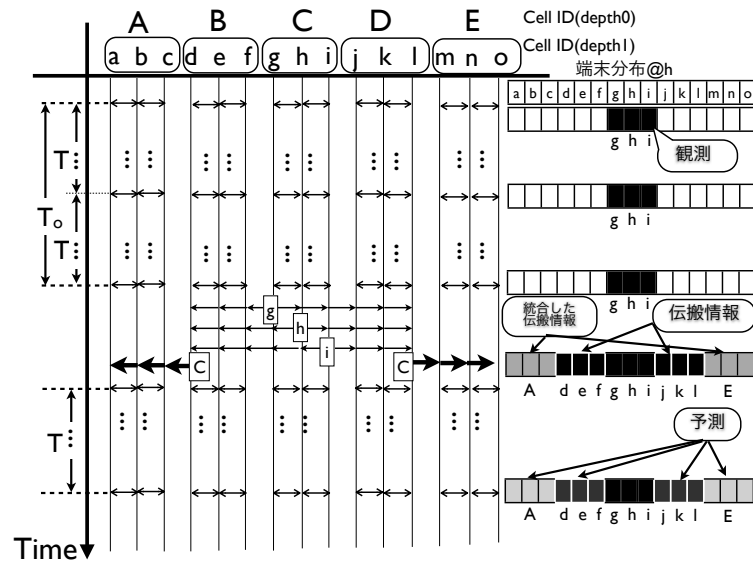 A B C D E Cell ID(depth0)
a b c d e f g h i j k l m n o Cell ID(depth1)
端末分布@h
a b c d e f g h i j k l m n o
g h i
観測
T
To
T
g h i
g h i
g
h
i
C C
統合した
伝搬情報
伝搬情報
A d e f g h i j k l E
T
予測
A d e f g h i j k l E
Time